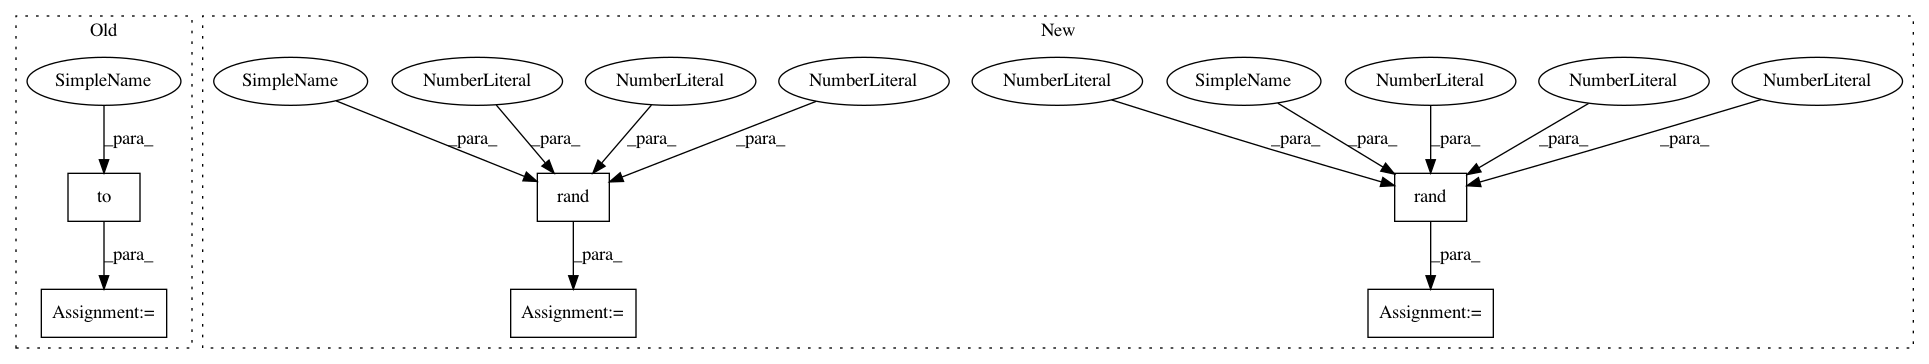 Old
New
SimpleName
SimpleName
NumberLiteral
NumberLiteral
NumberLiteral
NumberLiteral
SimpleName
NumberLiteral
NumberLiteral
NumberLiteral
_para_
_para_
_para_
_para_
_para_
_para_
_para_
_para_
_para_
_para_
to
rand
rand
_para_
_para_
_para_
Assignment:=
Assignment:=
Assignment:=